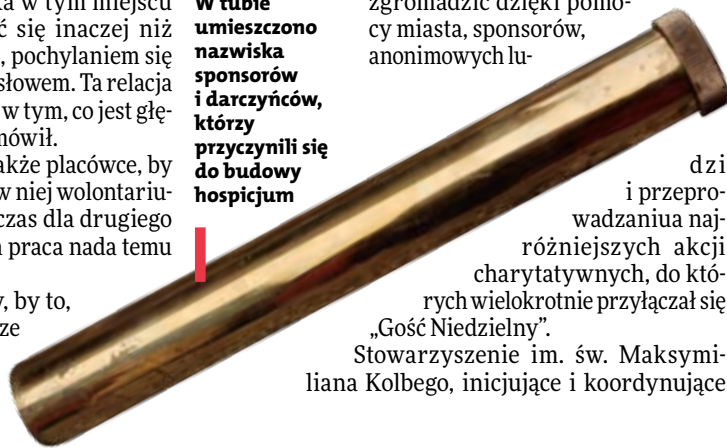 ka w tym miejscu
ć się inaczej niż
, pochylaniem się
słowem. Ta relacja
w tym, co jest głę-
mówił.
akże placówce, by
w niej wolontariu-
czas dla drugiego
praca nada temu
, by to,
ze
W tubie
umieszczono
nazwiska
sponsorów
i darczyńców,
którzy
przyczynili się
do budowy
hospicjum
zgromadzić dzięki pomo-
cy miasta, sponsorów,
anonimowych lu-
dzi
i przepro-
wadzaniua naj-
różniejszych akcji
charytatywnych, do któ-
rych wielokrotnie przyłączał się
„Gość Niedzielny”.
Stowarzyszenie im. św. Maksymi-
liana Kolbego, inicjujące i koordynujące